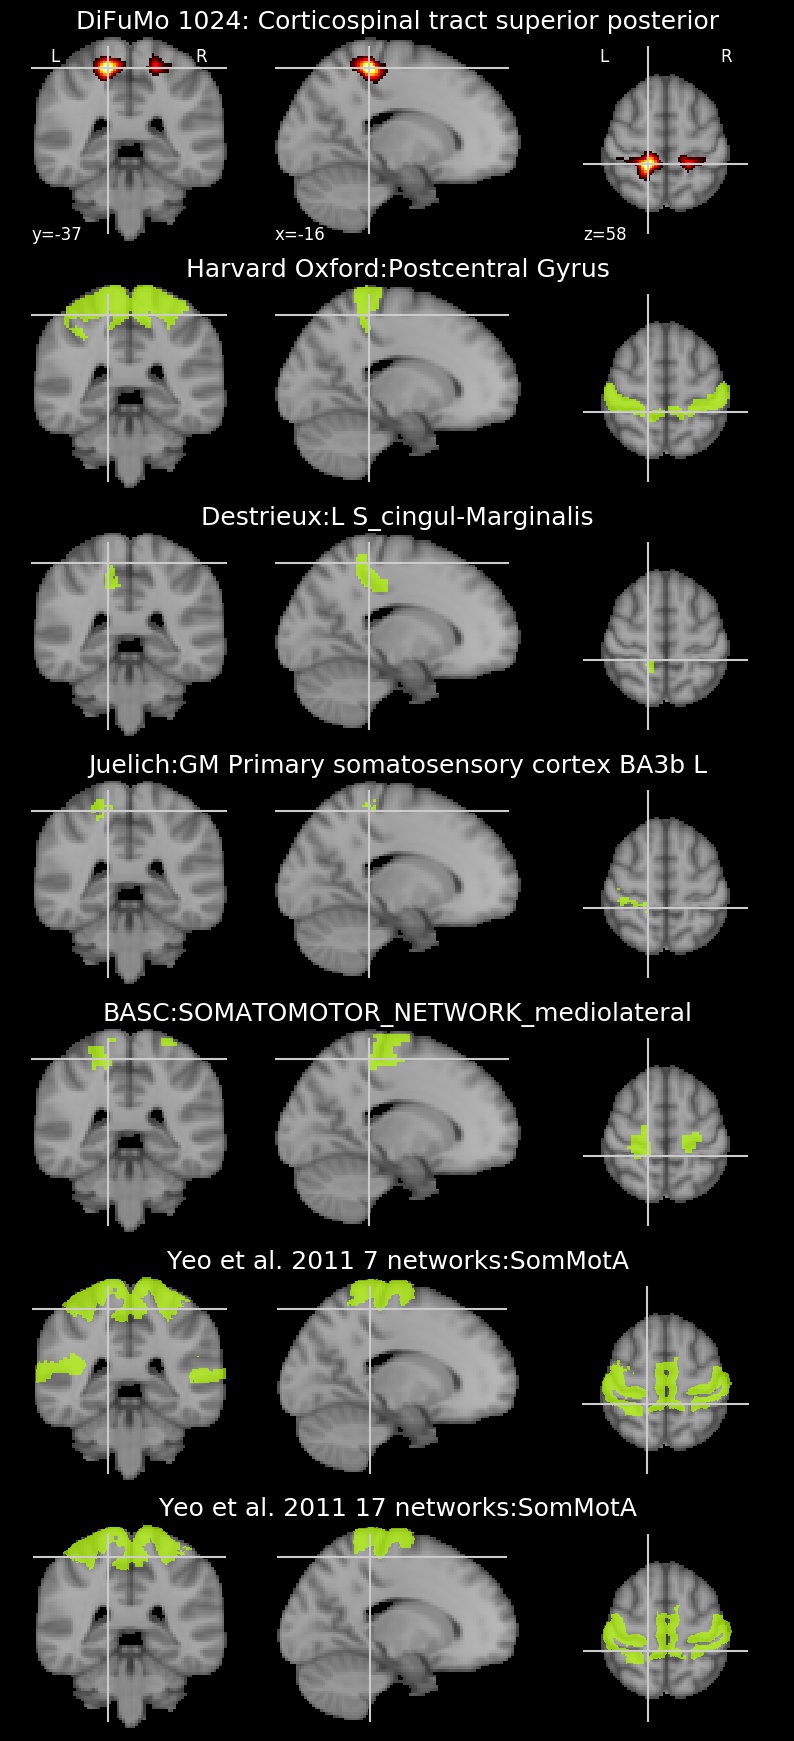 DiFuMo 1024: Corticospinal tract superior posterior
L R L R
y=-37 x=-16 z=58
Harvard Oxford:Postcentral Gyrus
Destrieux:L S_cingul-Marginalis
Juelich:GM Primary somatosensory cortex BA3b L
BASC:SOMATOMOTOR_NETWORK_mediolateral
Yeo et al. 2011 7 networks:SomMotA
Yeo et al. 2011 17 networks:SomMotA